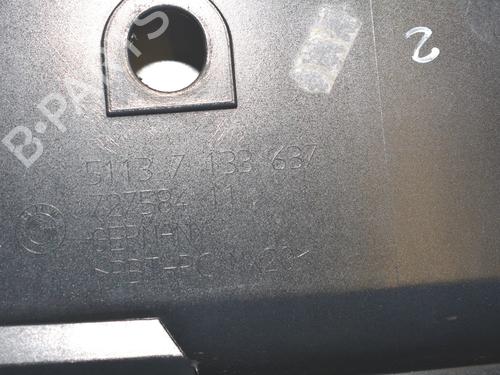 B-PARTS
2
5113 7 133 637
727584 11
GERMANY
>PBT+PC MX20<